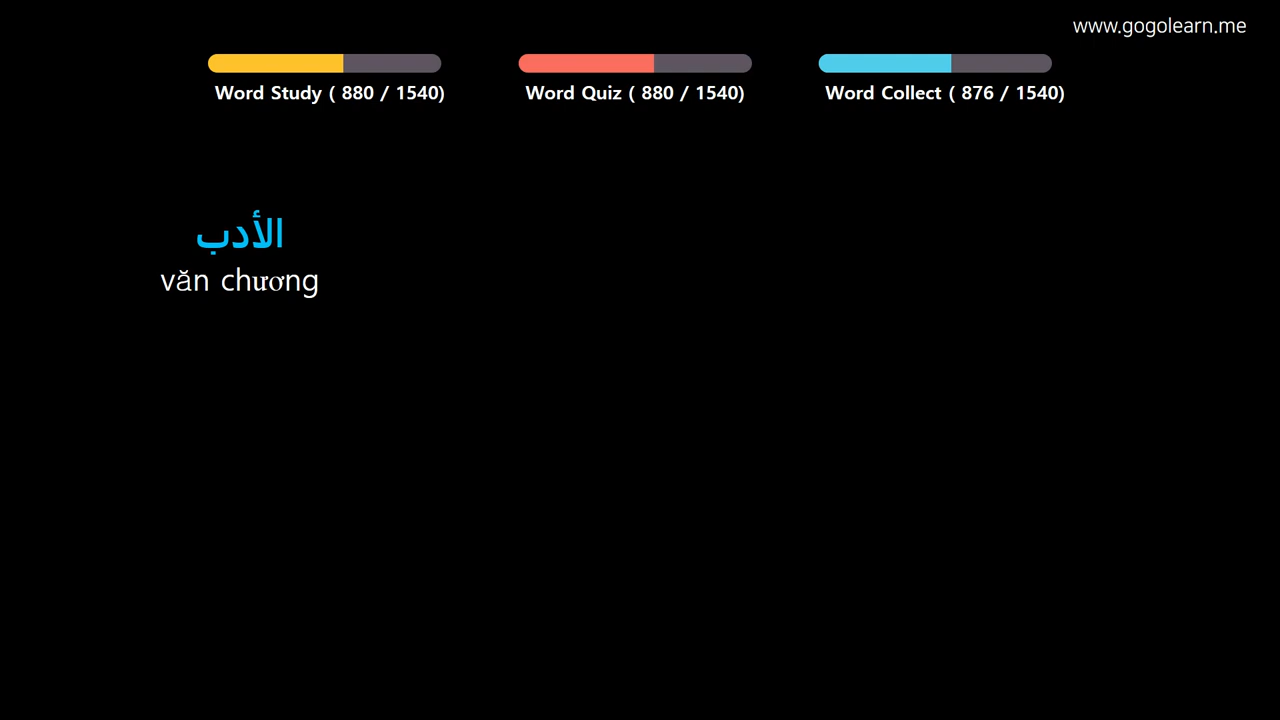 www.gogolearn.me
Word Study ( 880 / 1540)
Word Quiz ( 880 / 1540)
Word Collect ( 876 / 1540)
الأدب
văn chương